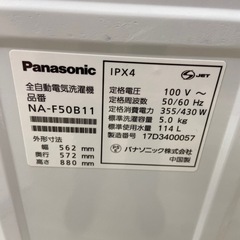 Panasonic
全自動電気洗濯機
品番
NA-F50B11
外形寸法
幅 562 mm
奥行 572 mm
高さ 880 mm
IPX4
JET
定格電圧 100 V ～
定格周波数 50/60 Hz
定格消費電力 355/430 W
標準洗濯容量 5.0 kg
標準使用水量 114 L
製造番号 17D3400057
パナソニック株式会社
中国製